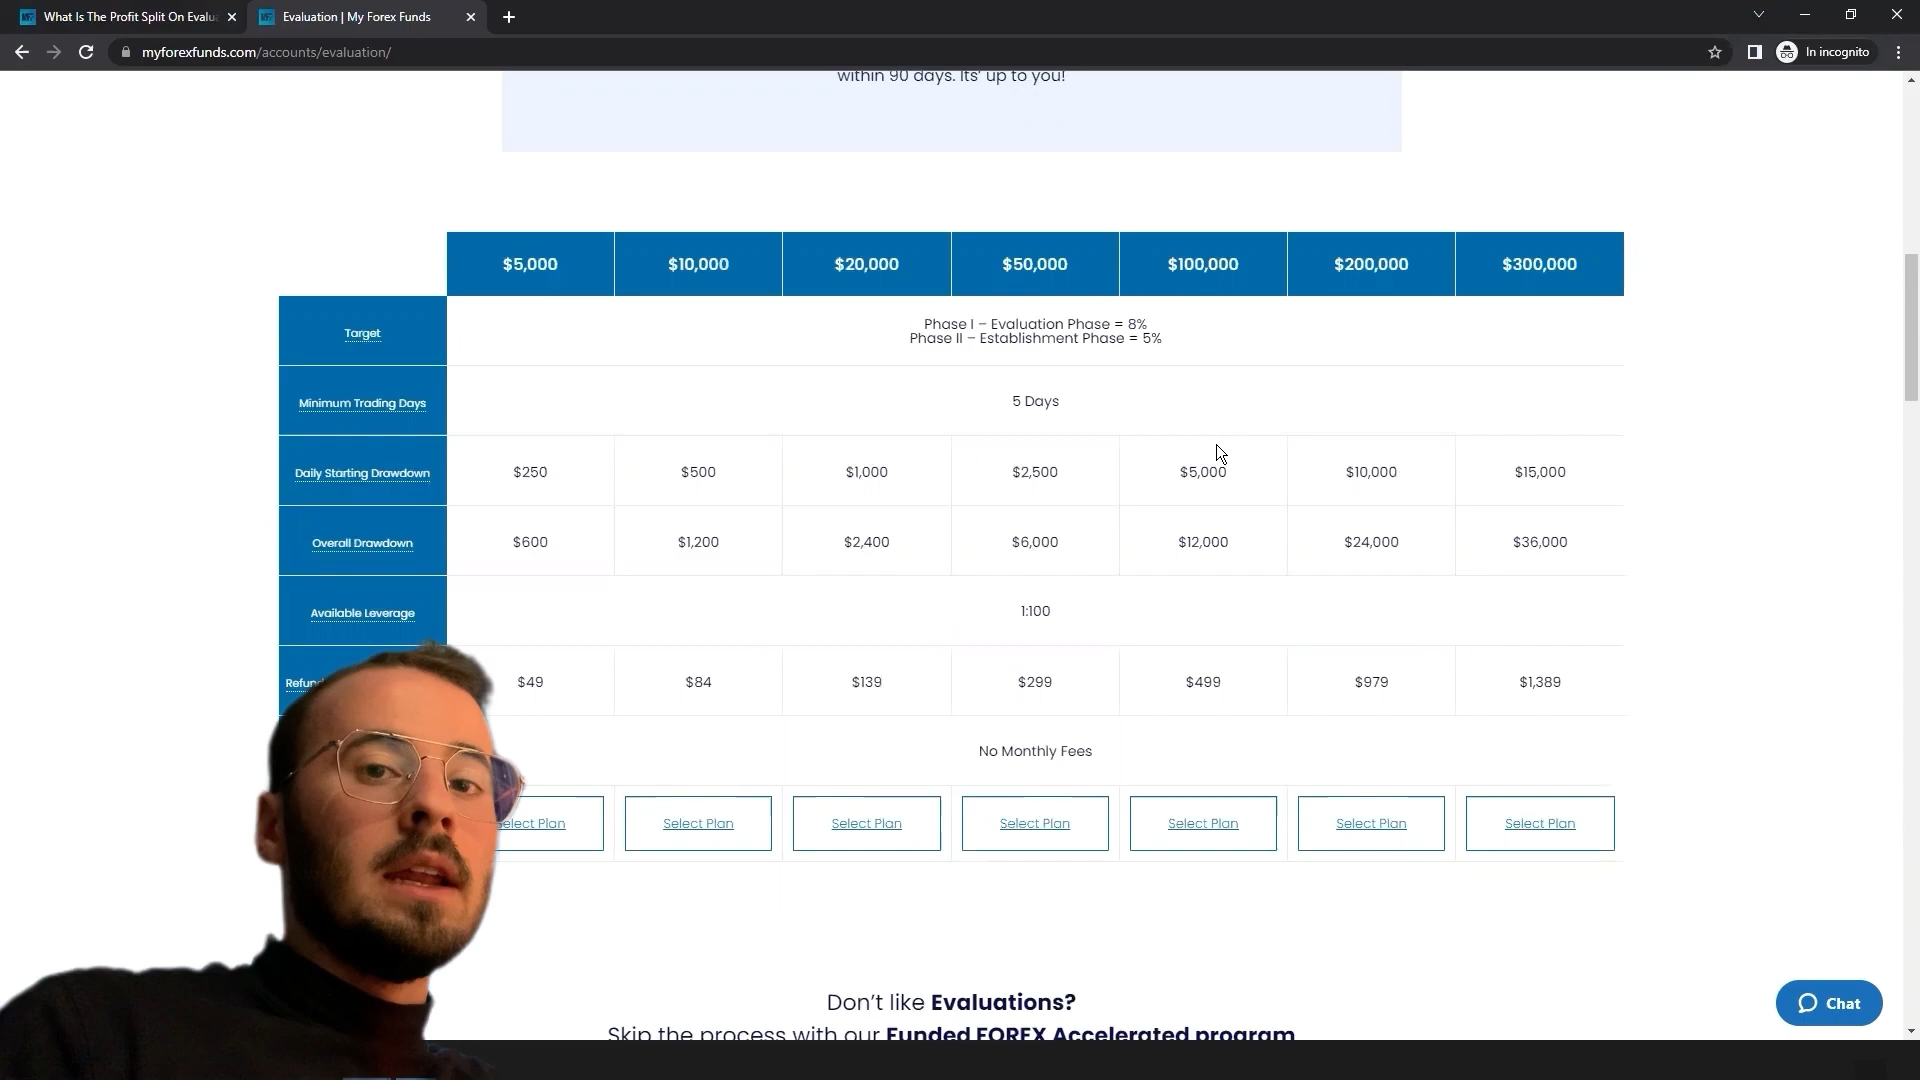 What Is The Profit Split On Evalua
Evaluation | My Forex Funds
myforexfunds.com/accounts/evaluation/
In incognito
within 90 days. Its' up to you!
$5,000 $10,000 $20,000 $50,000 $100,000 $200,000 $300,000
Target
Phase I – Evaluation Phase = 8%
Phase II – Establishment Phase = 5%
Minimum Trading Days 5 Days
Daily Starting Drawdown $250 $500 $1,000 $2,500 $5,000 $10,000 $15,000
Overall Drawdown $600 $1,200 $2,400 $6,000 $12,000 $24,000 $36,000
Available Leverage 1:100
$49 $84 $139 $299 $499 $979 $1,389
No Monthly Fees
Select Plan Select Plan Select Plan Select Plan Select Plan Select Plan Select Plan
Don't like Evaluations?
Skip the process with our Funded FOREX Accelerated program
Chat